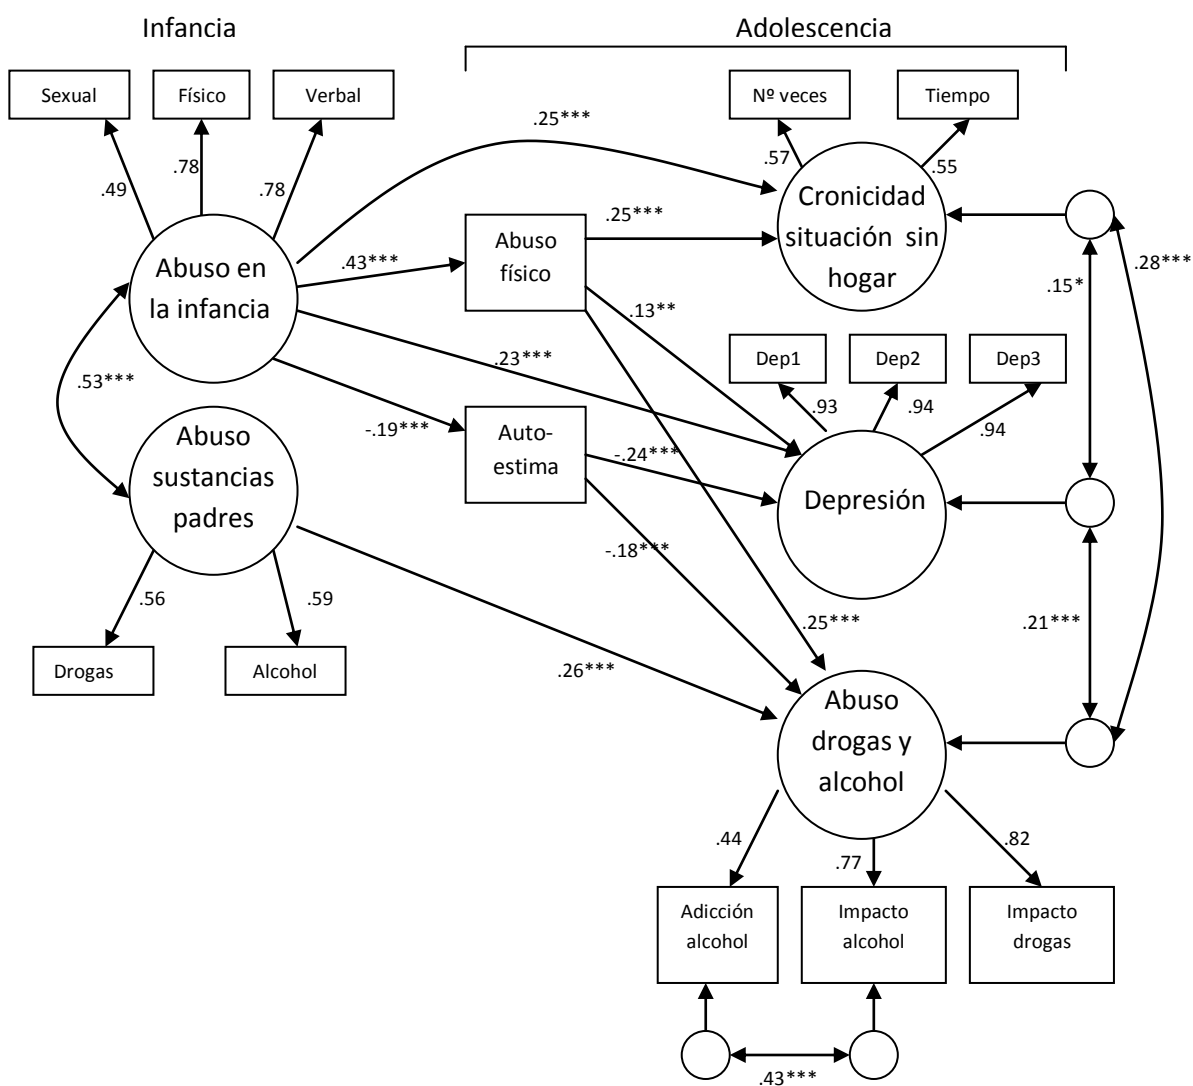 Infancia
Adolescencia
Sexual
Físico
Verbal
Nº veces
Tiempo
.49
.78
.78
.25***
.57
.55
Abuso en
la infancia
.43***
Abuso
físico
.25***
Cronicidad
situación sin
hogar
.28***
.15*
.13**
.23***
.53***
-.19***
Dep1
Dep2
Dep3
.93
.94
.94
Abuso
sustancias
padres
Auto-
estima
-.24***
Depresión
-.18***
.56
.59
.25***
.21***
Drogas
Alcohol
.26***
Abuso
drogas y
alcohol
.44
.77
.82
Adicción
alcohol
Impacto
alcohol
Impacto
drogas
.43***